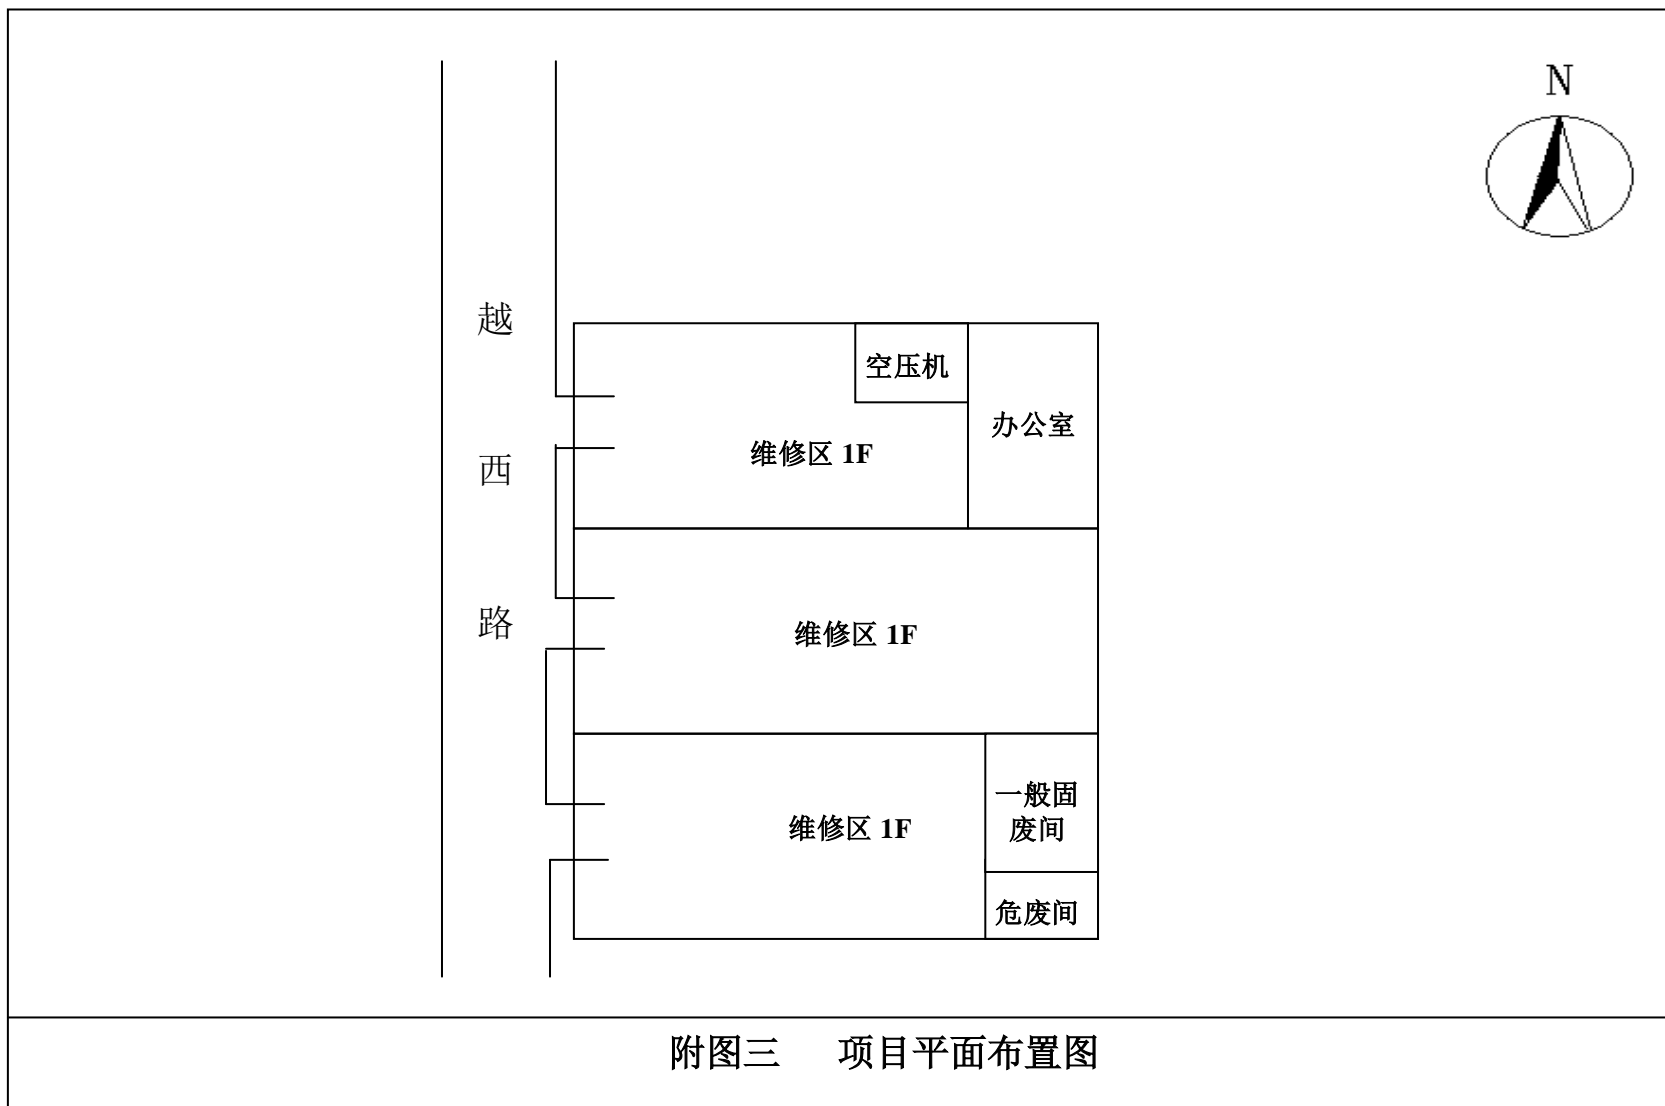 N
越
西
路
空压机
办公室
维修区 1F
维修区 1F
维修区 1F
一般固
废间
危废间
附图三 项目平面布置图